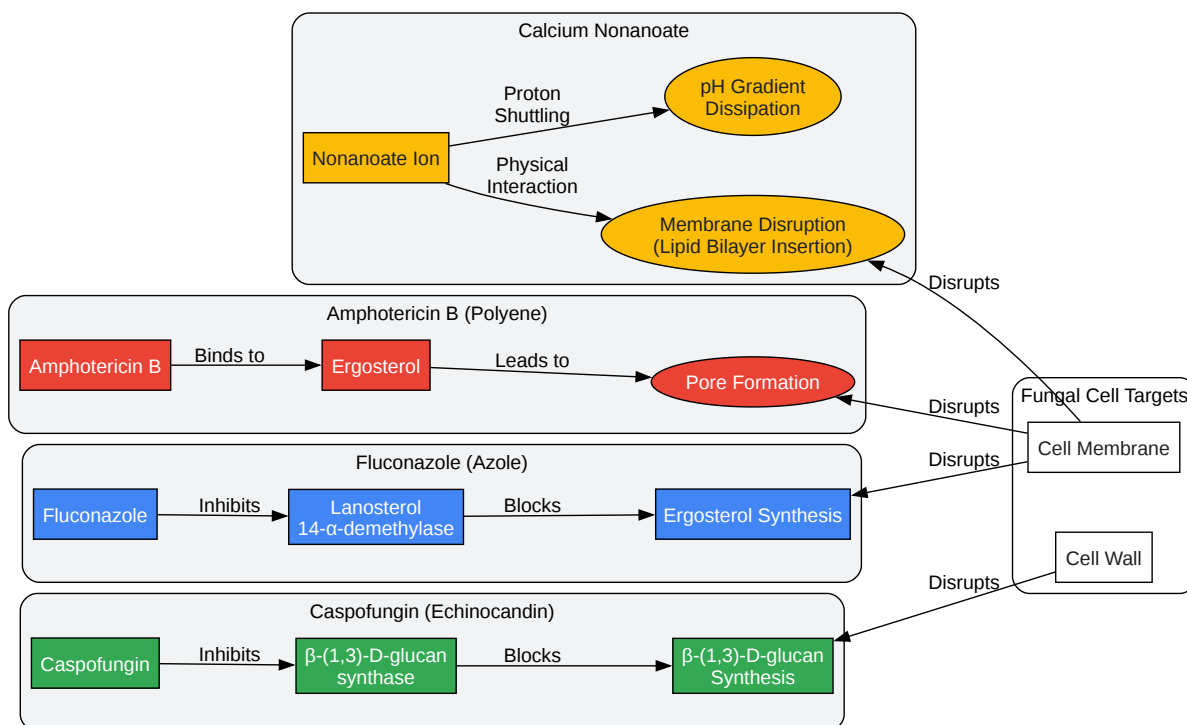 Calcium Nonanoate
Nonanoate Ion
Proton
Shuttling
pH Gradient
Dissipation
Physical
Interaction
Membrane Disruption
(Lipid Bilayer Insertion)
Disrupts
Amphotericin B (Polyene)
Amphotericin B
Binds to
Ergosterol
Leads to
Pore Formation
Disrupts
Fluconazole (Azole)
Fluconazole
Inhibits
Lanosterol
14-α-demethylase
Blocks
Ergosterol Synthesis
Disrupts
Caspofungin (Echinocandin)
Caspofungin
Inhibits
β-(1,3)-D-glucan
synthase
Blocks
β-(1,3)-D-glucan
Synthesis
Disrupts
Fungal Cell Targets
Cell Membrane
Cell Wall